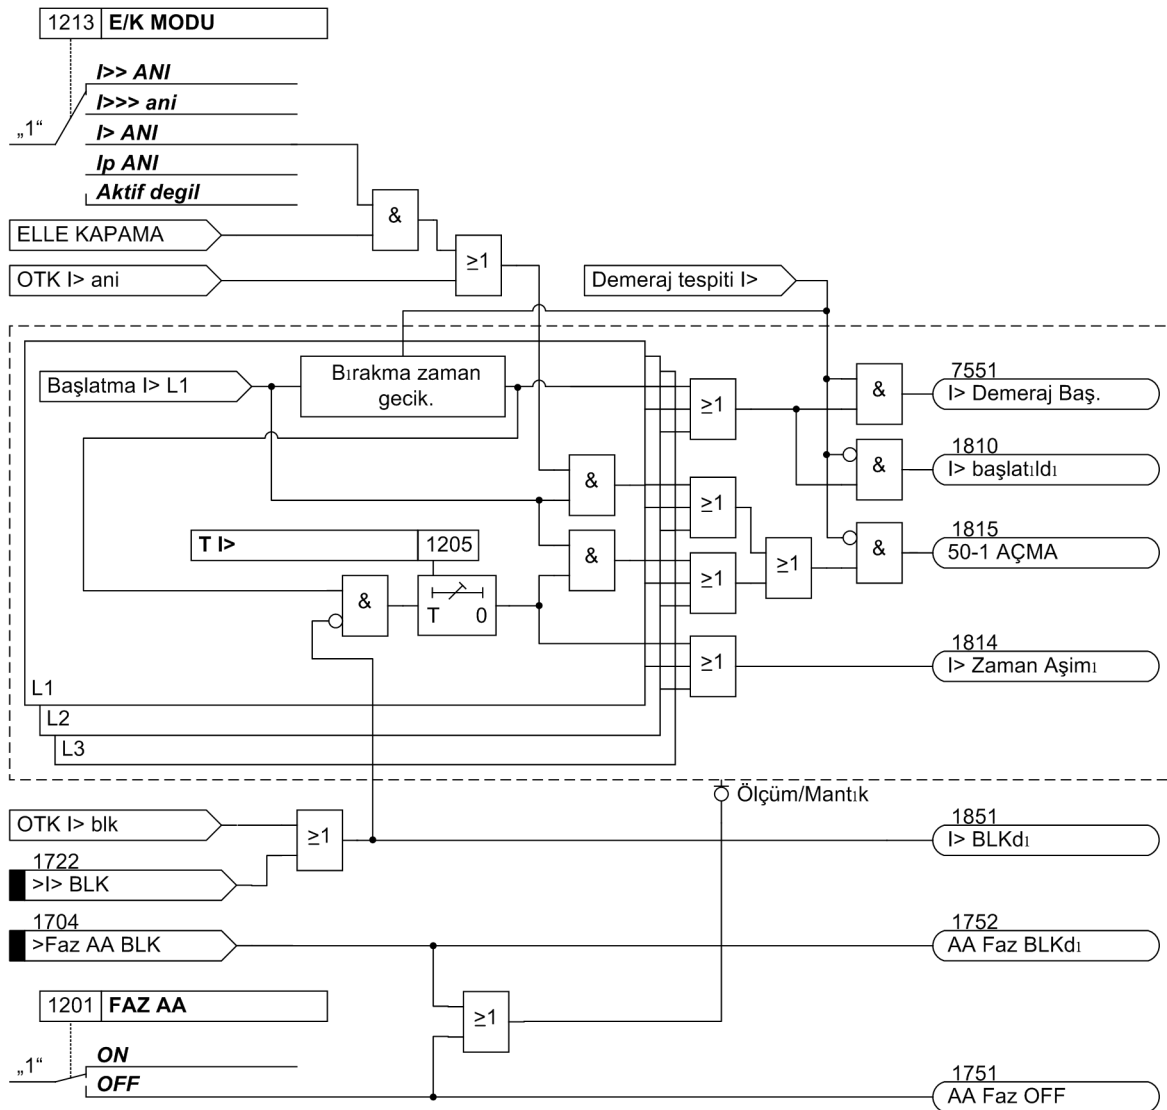 1213 E/K MODU
I>> ANI
I>>> ani
„1“
I> ANI
Ip ANI
Aktif degil
ELLE KAPAMA
&
≥1
OTK I> ani
Demeraj tespiti I>
Başlatma I> L1
Bırakma zaman
gecik.
≥1
&
7551
I> Demeraj Baş.
1810
&
I> başlatıldı
&
≥1
1815
&
50-1 AÇMA
T I> 1205
&
≥1
≥1
&
T 0
1814
≥1
I> Zaman Aşimı
L1
L2
L3
Ölçüm/Mantık
OTK I> blk
≥1
1851
I> BLKdı
1722
>I> BLK
1704
>Faz AA BLK
1752
AA Faz BLKdı
1201 FAZ AA
≥1
ON
„1“
OFF
1751
AA Faz OFF